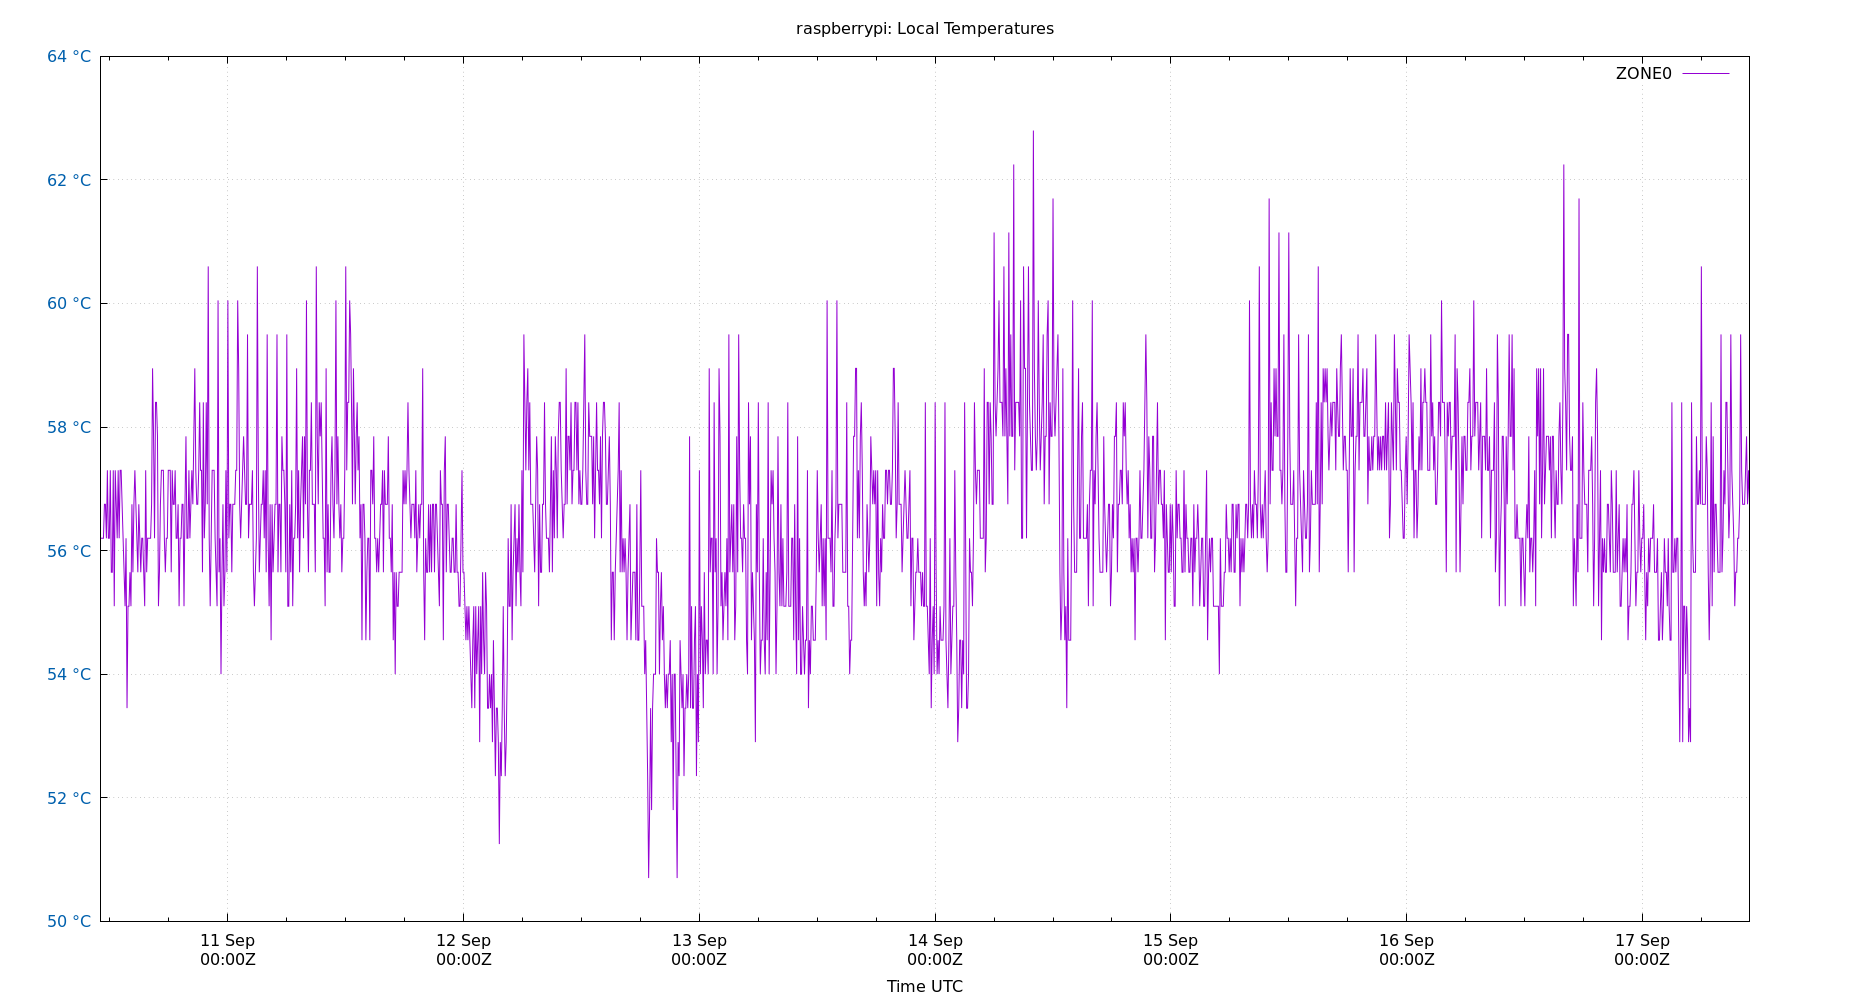 raspberrypi: Local Temperatures
64 °C
ZONE0
62 °C
60 °C
58 °C
56 °C
54 °C
52 °C
50 °C
11 Sep 12 Sep 13 Sep 14 Sep 15 Sep 16 Sep 17 Sep
00:00Z 00:00Z 00:00Z 00:00Z 00:00Z 00:00Z 00:00Z
Time UTC